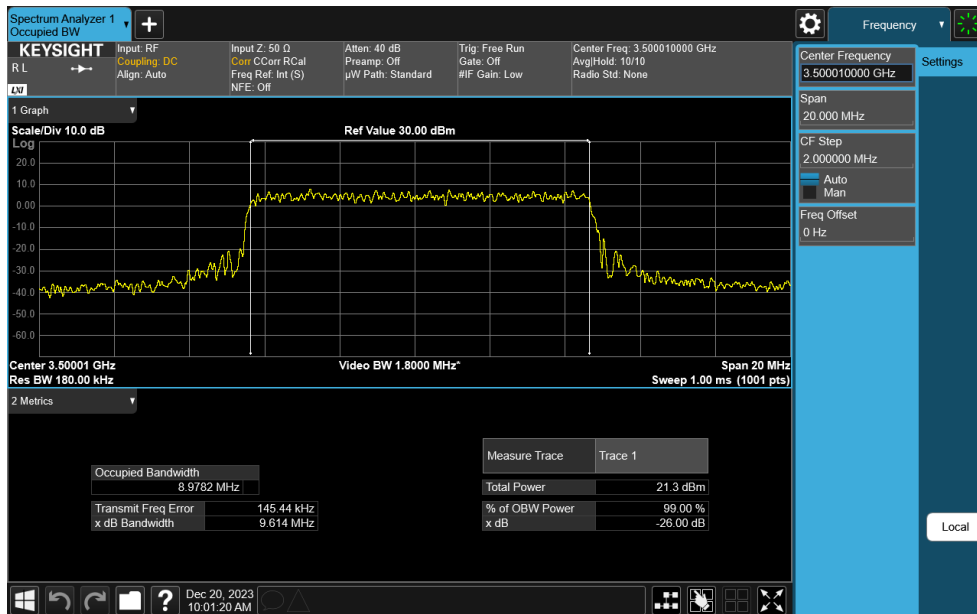 Spectrum Analyzer 1
Occupied BW
Frequency
KEYSIGHT
R L
LXI
Input: RF
Coupling: DC
Align: Auto
Input Z: 50 Ω
Corr CCorr RCal
Freq Ref: Int (S)
NFE: Off
Atten: 40 dB
Preamp: Off
µW Path: Standard
Trig: Free Run
Gate: Off
#IF Gain: Low
Center Freq: 3.500010000 GHz
Avg|Hold: 10/10
Radio Std: None
Center Frequency
3.500010000 GHz
Settings
Span
20.000 MHz
CF Step
2.000000 MHz
Auto
Man
Freq Offset
0 Hz
Local
1 Graph
Scale/Div 10.0 dB
Ref Value 30.00 dBm
Log
20.0
10.0
0.00
-10.0
-20.0
-30.0
-40.0
-50.0
-60.0
Center 3.50001 GHz
Video BW 1.8000 MHz*
Span 20 MHz
Res BW 180.00 kHz
Sweep 1.00 ms (1001 pts)
2 Metrics
Measure Trace Trace 1
Occupied Bandwidth
8.9782 MHz
Total Power 21.3 dBm
Transmit Freq Error 145.44 kHz
% of OBW Power 99.00 %
x dB Bandwidth 9.614 MHz
x dB -26.00 dB
?
Dec 20, 2023
10:01:20 AM